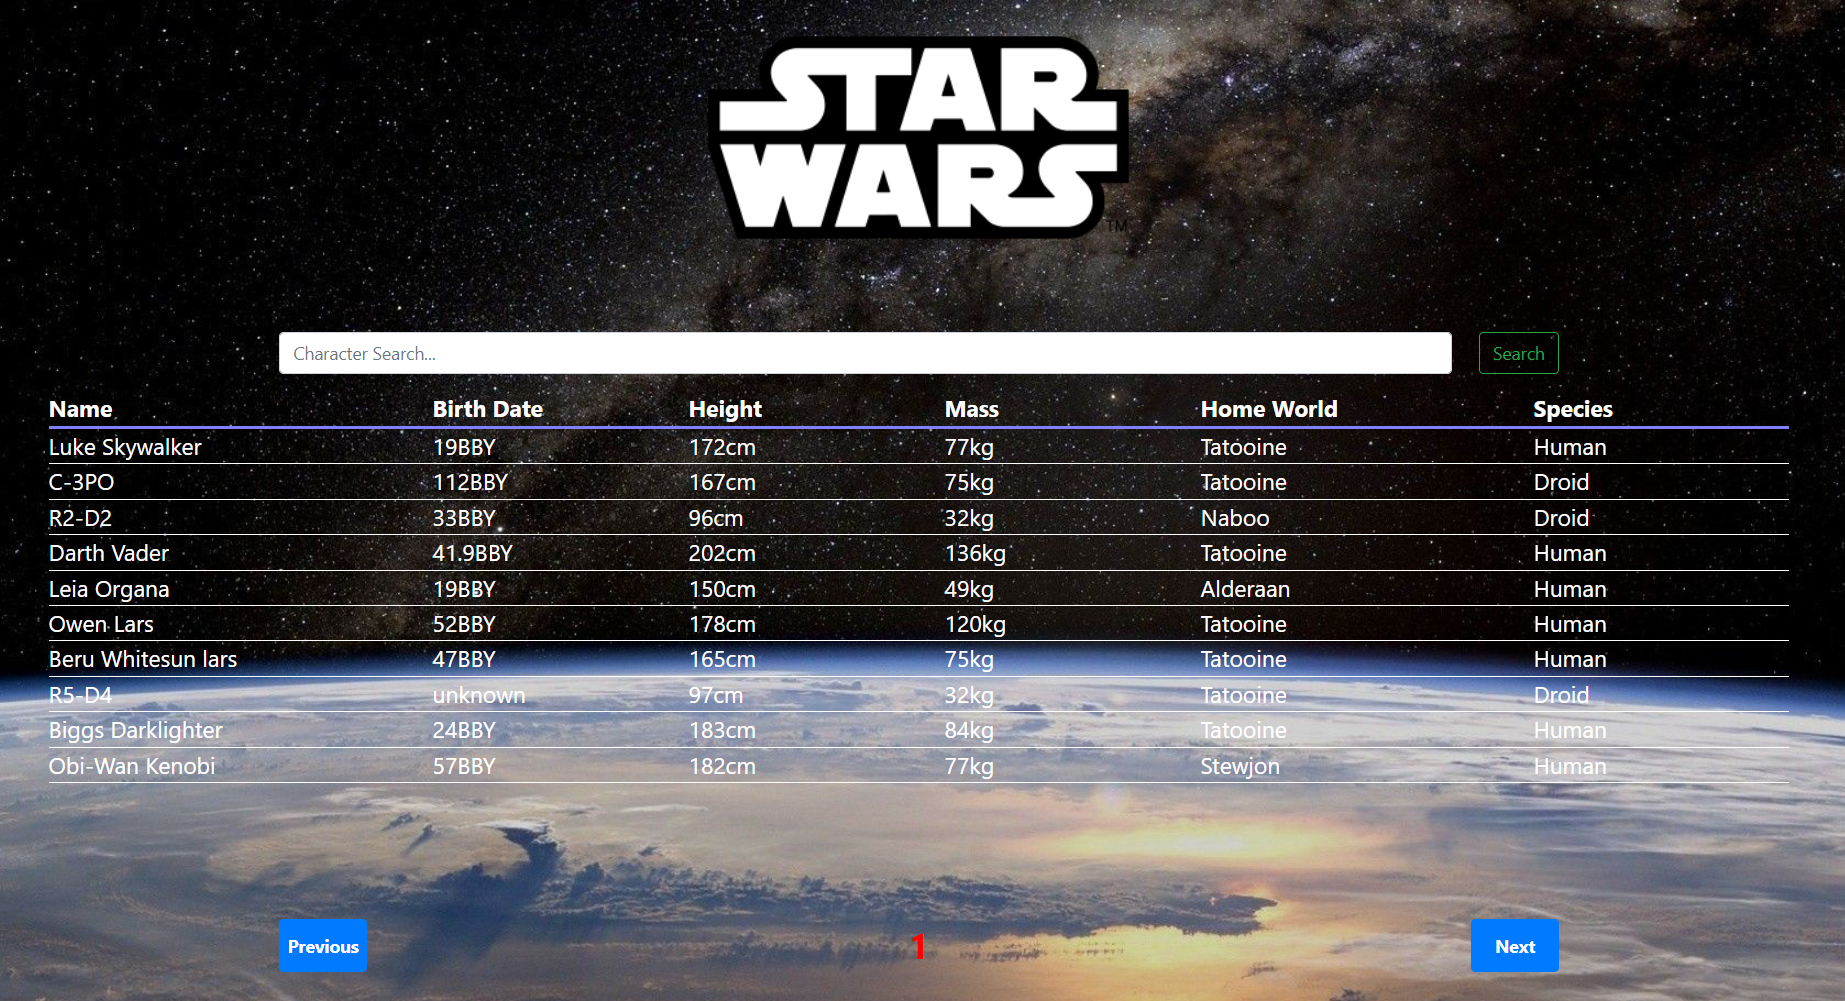 STAR
WARS
TM
Character Search...
Search
Name Birth Date Height Mass Home World Species
Luke Skywalker 19BBY 172cm 77kg Tatooine Human
C-3PO 112BBY 167cm 75kg Tatooine Droid
R2-D2 33BBY 96cm 32kg Naboo Droid
Darth Vader 41.9BBY 202cm 136kg Tatooine Human
Leia Organa 19BBY 150cm 49kg Alderaan Human
Owen Lars 52BBY 178cm 120kg Tatooine Human
Beru Whitesun lars 47BBY 165cm 75kg Tatooine Human
R5-D4 unknown 97cm 32kg Tatooine Droid
Biggs Darklighter 24BBY 183cm 84kg Tatooine Human
Obi-Wan Kenobi 57BBY 182cm 77kg Stewjon Human
Previous 1 Next